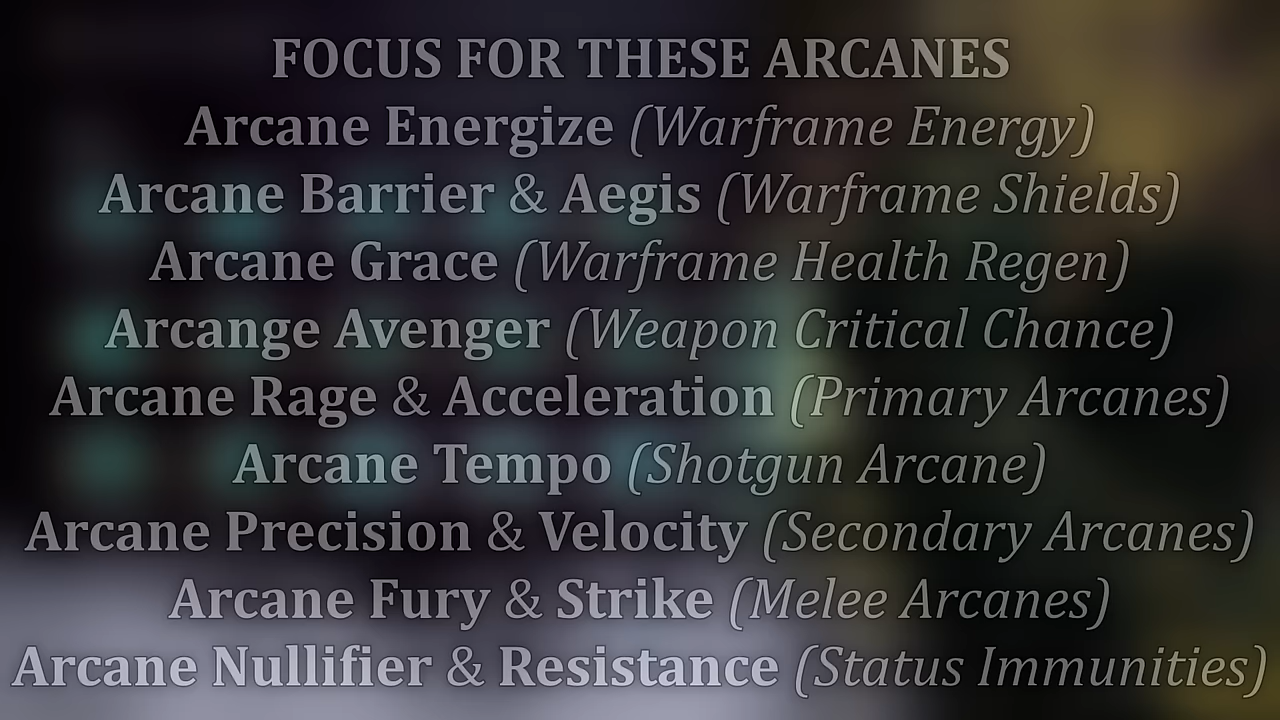 FOCUS FOR THESE ARCANES
Arcane Energize (Warframe Energy)
Arcane Barrier & Aegis (Warframe Shields)
Arcane Grace (Warframe Health Regen)
Arcange Avenger (Weapon Critical Chance)
Arcane Rage & Acceleration (Primary Arcanes)
Arcane Tempo (Shotgun Arcane)
Arcane Precision & Velocity (Secondary Arcanes)
Arcane Fury & Strike (Melee Arcanes)
Arcane Nullifier & Resistance (Status Immunities)